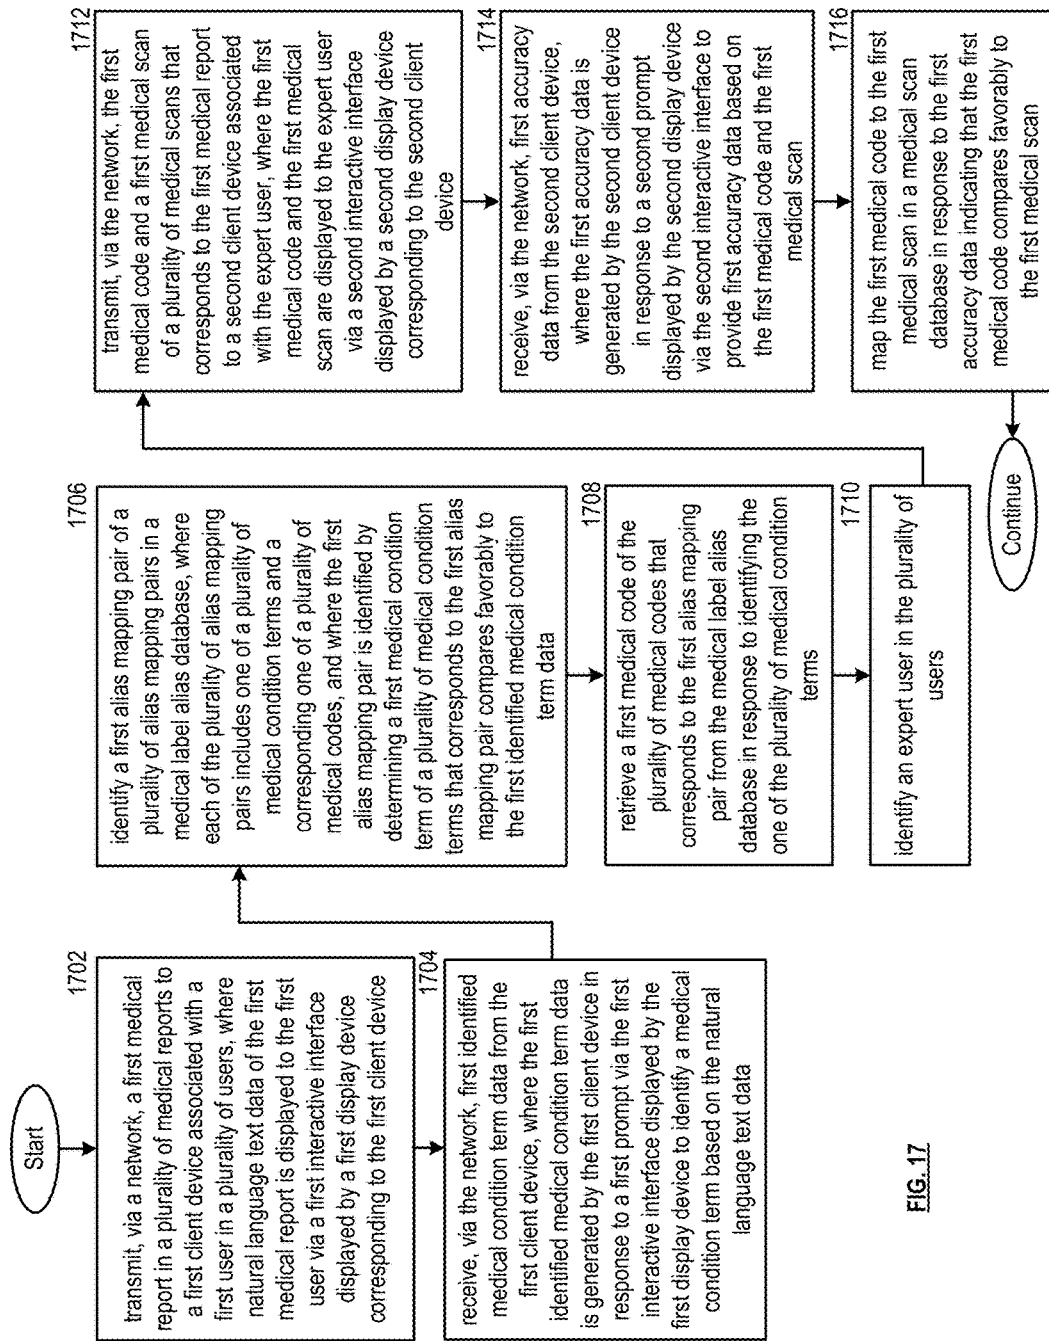 Start
1702
transmit, via a network, a first medical
report in a plurality of medical reports to
a first client device associated with a
first user in a plurality of users, where
natural language text data of the first
medical report is displayed to the first
user via a first interactive interface
displayed by a first display device
corresponding to the first client device
1704
receive, via the network, first identified
medical condition term data from the
first client device, where the first
identified medical condition term data
is generated by the first client device in
response to a first prompt via the first
interactive interface displayed by the
first display device to identify a medical
condition term based on the natural
language text data
1706
identify a first alias mapping pair of a
plurality of alias mapping pairs in a
medical label alias database, where
each of the plurality of alias mapping
pairs includes one of a plurality of
medical condition terms and a
corresponding one of a plurality of
medical codes, and where the first
alias mapping pair is identified by
determining a first medical condition
term of a plurality of medical condition
terms that corresponds to the first alias
mapping pair compares favorably to
the first identified medical condition
term data
1708
retrieve a first medical code of the
plurality of medical codes that
corresponds to the first alias mapping
pair from the medical label alias
database in response to identifying the
one of the plurality of medical condition
terms
1710
identify an expert user in the plurality of
users
1712
transmit, via the network, the first
medical code and a first medical scan
of a plurality of medical scans that
corresponds to the first medical report
to a second client device associated
with the expert user, where the first
medical code and the first medical
scan are displayed to the expert user
via a second interactive interface
displayed by a second display device
corresponding to the second client
device
1714
receive, via the network, first accuracy
data from the second client device,
where the first accuracy data is
generated by the second client device
in response to a second prompt
displayed by the second display device
via the second interactive interface to
provide first accuracy data based on
the first medical code and the first
medical scan
1716
map the first medical code to the first
medical scan in a medical scan
database in response to the first
accuracy data indicating that the first
medical code compares favorably to
the first medical scan
Continue
FIG. 17